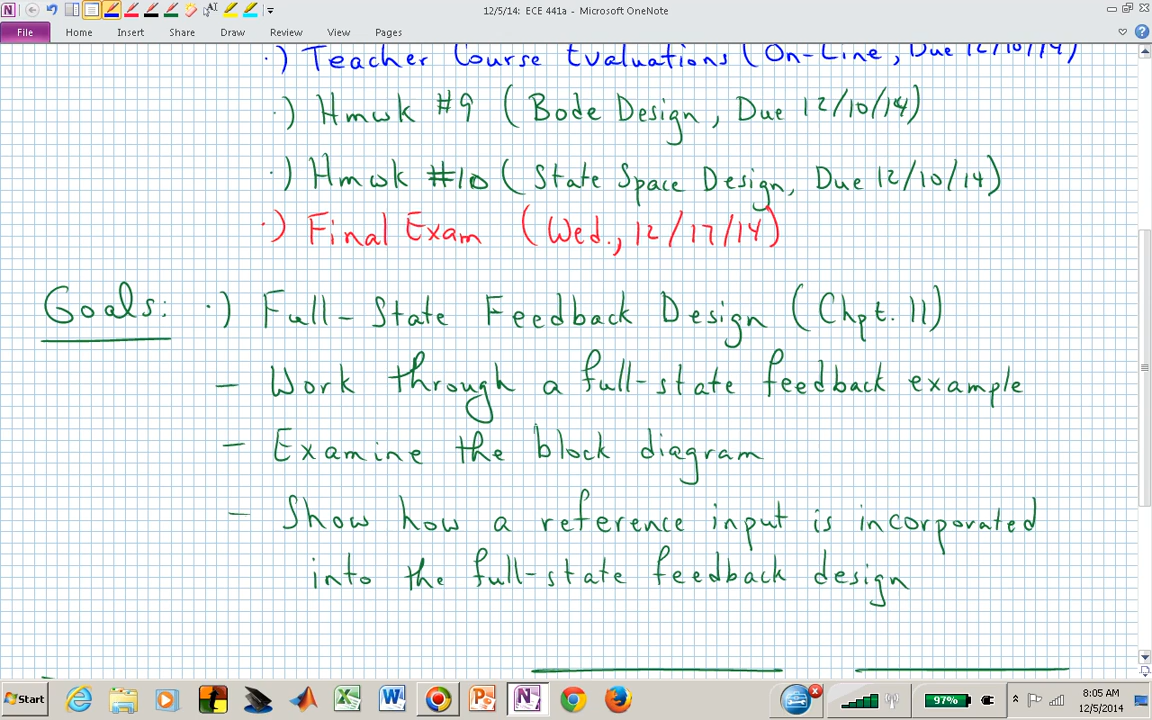 12/5/14: ECE 441a - Microsoft OneNote
File Home Insert Share Draw Review View Pages
·) Teacher Course Evaluations (On-Line, Due 12/10/14)
·) Hmwk #9 (Bode Design, Due 12/10/14)
·) Hmwk #10 (State Space Design, Due 12/10/14)
·) Final Exam (Wed., 12/17/14)
Goals: ·) Full-State Feedback Design (Chpt. 11)
- Work through a full-state feedback example
- Examine the block diagram
- Show how a reference input is incorporated
into the full-state feedback design
Start 97% 8:05 AM
12/5/2014